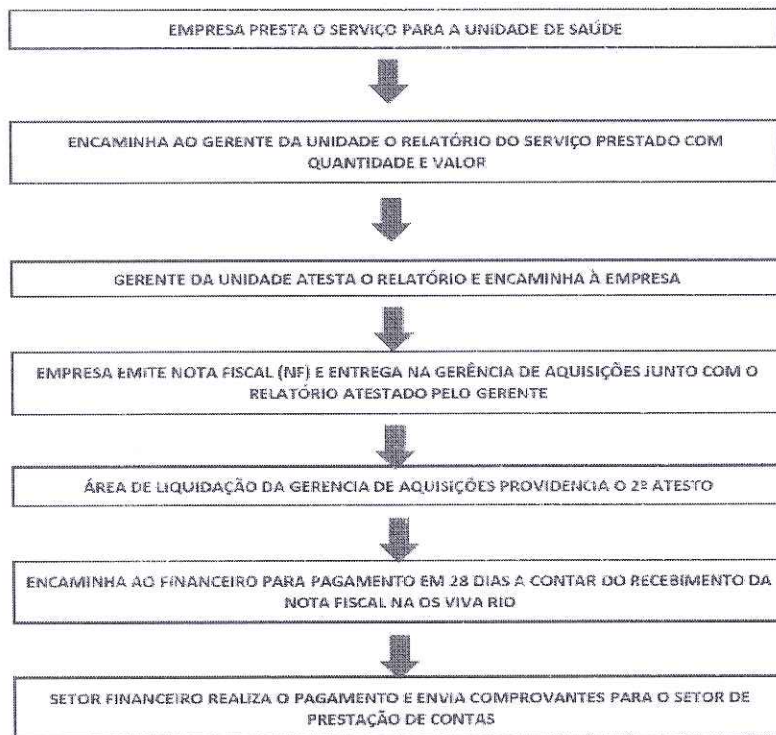 EMPRESA PRESTA O SERVIÇO PARA A UNIDADE DE SAÚDE
ENCAMINHA AO GERENTE DA UNIDADE O RELATÓRIO DO SERVIÇO PRESTADO COM
QUANTIDADE E VALOR
GERENTE DA UNIDADE ATESTA O RELATÓRIO E ENCAMINHA À EMPRESA
EMPRESA EMITE NOTA FISCAL (NF) E ENTREGA NA GERÊNCIA DE AQUISIÇÕES JUNTO COM O
RELATÓRIO ATESTADO PELO GERENTE
ÁREA DE LIQUIDAÇÃO DA GERENCIA DE AQUISIÇÕES PROVIDENCIA O 2º ATESTO
ENCAMINHA AO FINANCEIRO PARA PAGAMENTO EM 28 DIAS A CONTAR DO RECEBIMENTO DA
NOTA FISCAL NA OS VIVA RIO
SETOR FINANCEIRO REALIZA O PAGAMENTO E ENVIA COMPROVANTES PARA O SETOR DE
PRESTAÇÃO DE CONTAS